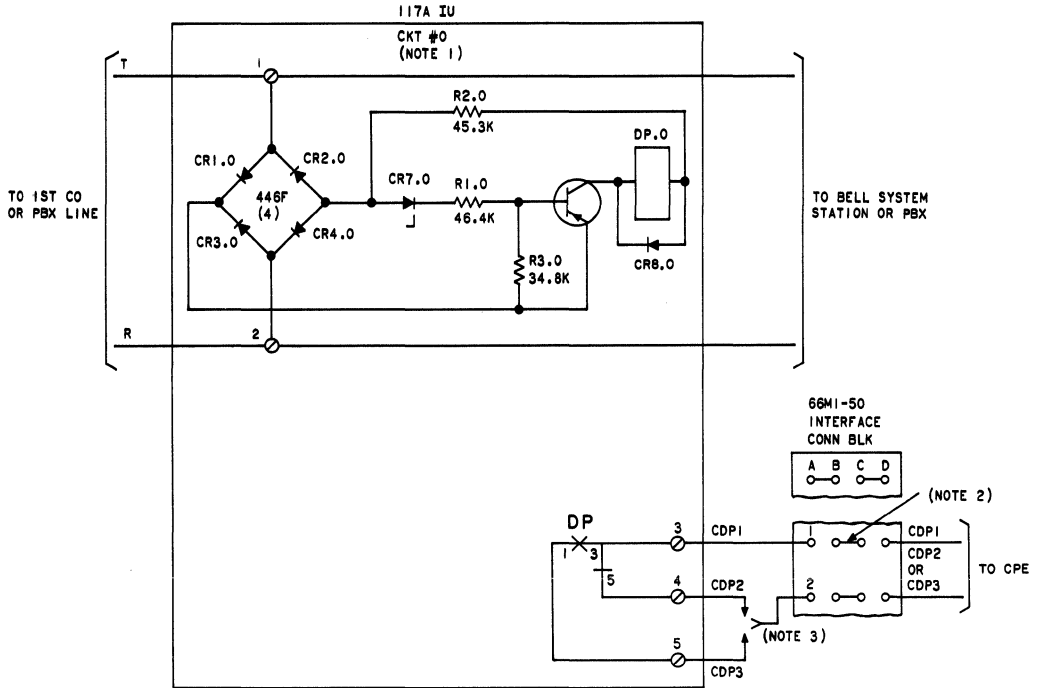 117A IU
CKT #0
(NOTE 1)
T
1
R2.0
45.3K
DP.0
CR1.0
CR2.0
446F
(4)
CR7.0
R1.0
46.4K
TO 1ST CO
OR PBX LINE
TO BELL SYSTEM
STATION OR PBX
CR3.0
CR4.0
R3.0
34.8K
CR8.0
R
2
66M1-50
INTERFACE
CONN BLK
A B C D
(NOTE 2)
DP
1
3
5
3
CDP1
1
CDP1
CDP2
OR
CDP3
TO CPE
4
CDP2
2
(NOTE 3)
5
CDP3